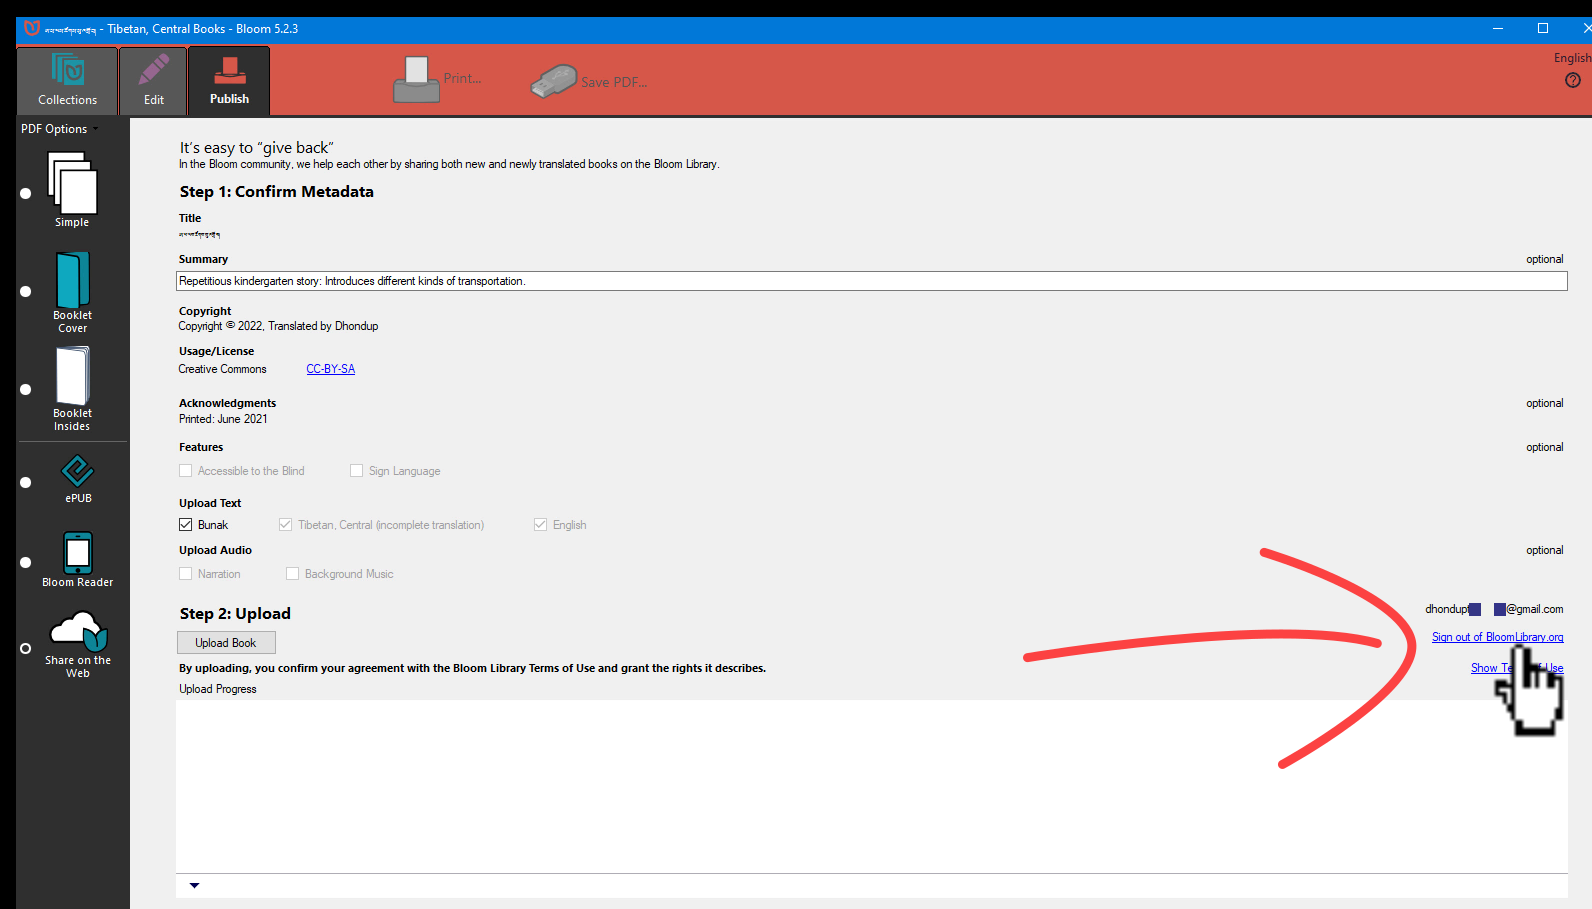 - Tibetan, Central Books - Bloom 5.2.3
Collections
Edit
Publish
Print...
Save PDF...
English
PDF Options
Simple
Booklet
Cover
Booklet
Insides
ePUB
Bloom Reader
Share on the
Web
It's easy to “give back”
In the Bloom community, we help each other by sharing both new and newly translated books on the Bloom Library.
Step 1: Confirm Metadata
Title
Summary
optional
Repetitious kindergarten story: Introduces different kinds of transportation.
Copyright
Copyright © 2022, Translated by Dhondup
Usage/License
Creative Commons
CC-BY-SA
Acknowledgments
optional
Printed: June 2021
Features
optional
Accessible to the Blind
Sign Language
Upload Text
Bunak
Tibetan, Central (incomplete translation)
English
Upload Audio
optional
Narration
Background Music
Step 2: Upload
@gmail.com
Upload Book
Sign out of BloomLibrary.org
By uploading, you confirm your agreement with the Bloom Library Terms of Use and grant the rights it describes.
Show Use
Upload Progress